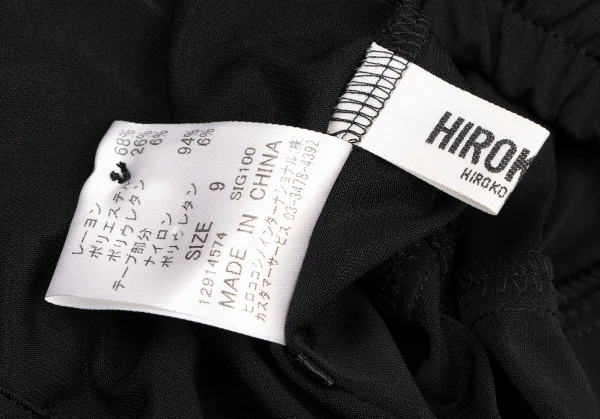 レーヨン 68%
ポリエステル 26%
ポリウレタン 6%
テープ部分
ナイロン 94%
ポリウレタン 6%
SIZE 9
12914574 SIG100
MADE IN CHINA
ヒロココシノインターナショナル 株
カスタマーサービス 03-3478-4392
HIROK
HIROKO